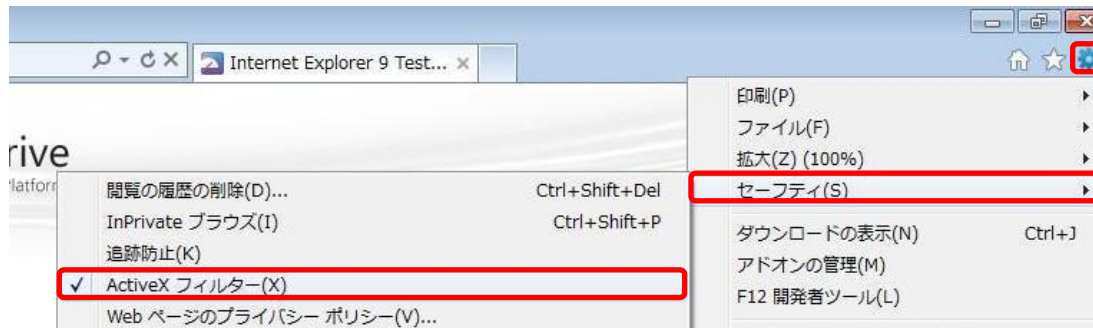 Internet Explorer 9 Test...
rive
latform
印刷(P)
ファイル(F)
拡大(Z) (100%)
セーフティ(S)
ダウンロードの表示(N) Ctrl+J
アドオンの管理(M)
F12 開発者ツール(L)
閲覧の履歴の削除(D)... Ctrl+Shift+Del
InPrivate ブラウズ(I) Ctrl+Shift+P
追跡防止(K)
ActiveX フィルター(X)
Web ページのプライバシー ポリシー(V)...